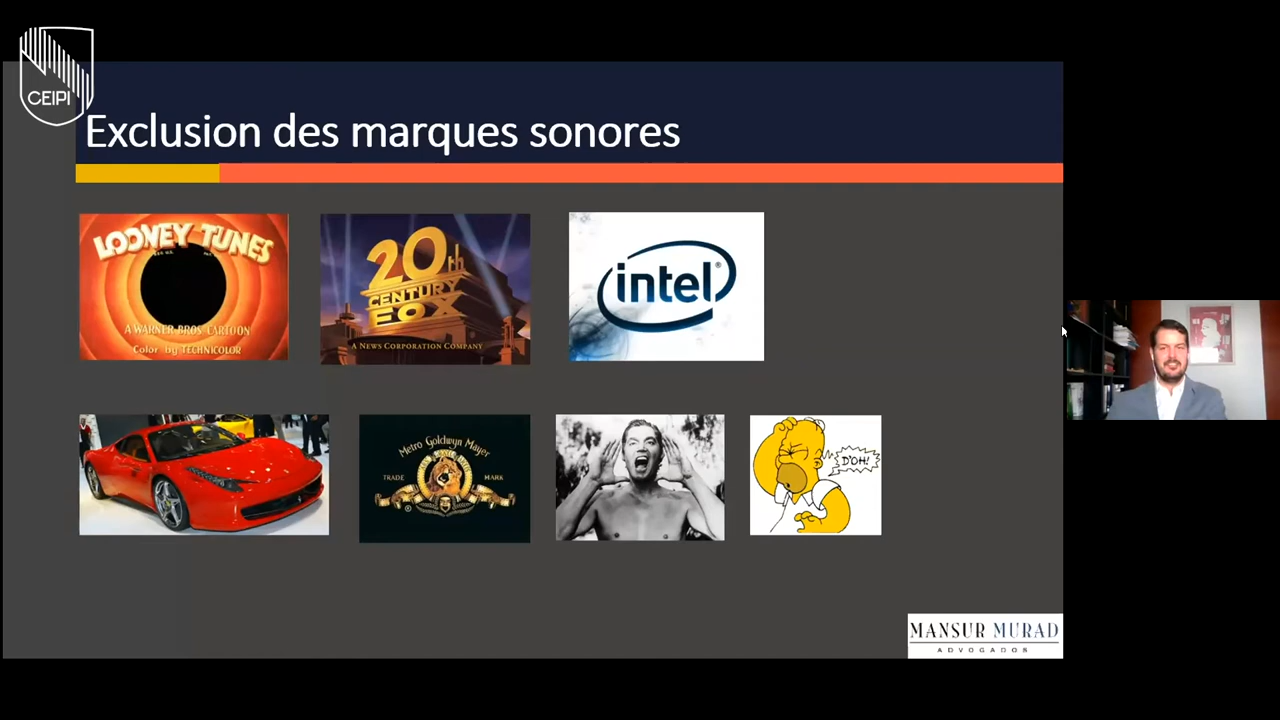 CEIPI
Exclusion des marques sonores
LOONEY TUNES
A WARNER BROS CARTOON
Color by TECHNICOLOR
20th
CENTURY
FOX
A NEWS CORPORATION COMPANY
intel®
Metro Goldwyn Mayer
TRADE MARK
®
D'OH!
MANSUR MURAD
ADVOGADOS